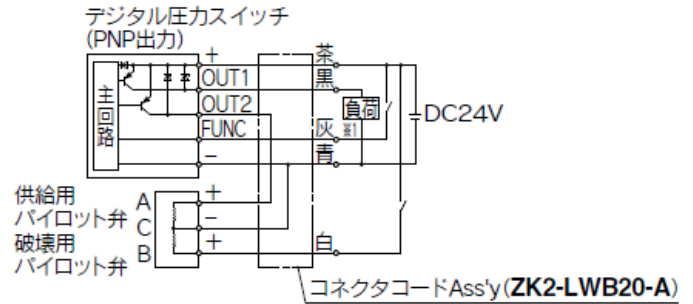 デジタル圧力スイッチ
(PNP出力)
主回路
+
OUT1
OUT2
FUNC
-
茶
黒
負荷
※1
灰
青
DC24V
供給用
パイロット弁
破壊用
パイロット弁
A
C
B
+
-
+
白
コネクタコードAss'y(ZK2-LWB20-A)